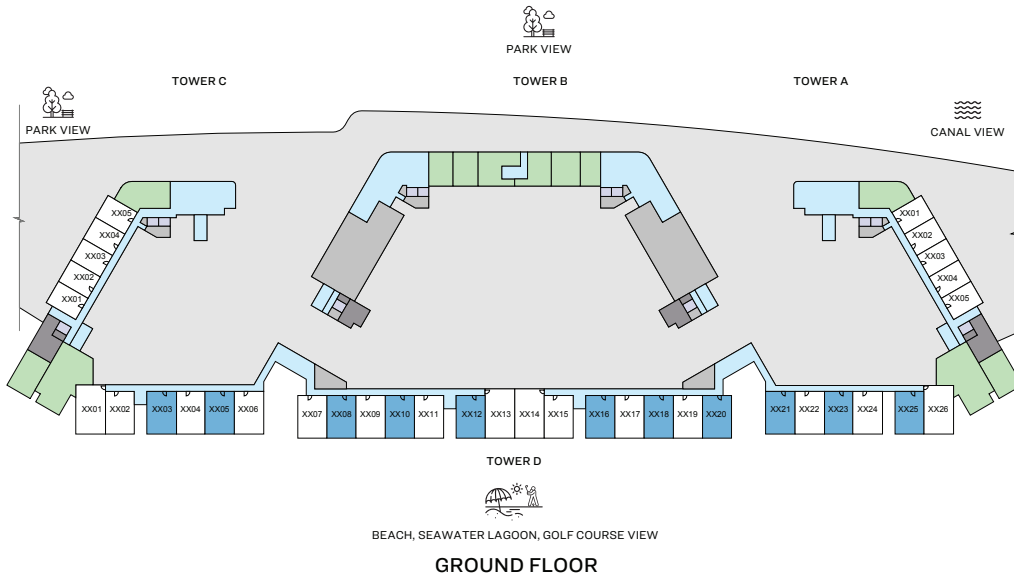 PARK VIEW
TOWER C
TOWER B
TOWER A
PARK VIEW
CANAL VIEW
XX05
XX04
XX03
XX02
XX01
XX01
XX02
XX03
XX04
XX05
XX01
XX02
XX03
XX04
XX05
XX06
XX07
XX08
XX09
XX10
XX11
XX12
XX13
XX14
XX15
XX16
XX17
XX18
XX19
XX20
XX21
XX22
XX23
XX24
XX25
XX26
TOWER D
BEACH, SEAWATER LAGOON, GOLF COURSE VIEW
GROUND FLOOR